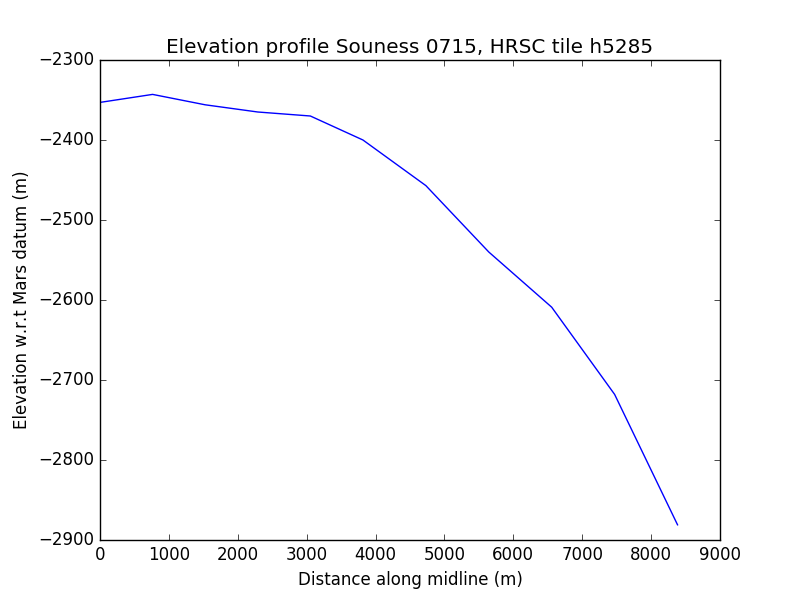 Elevation profile Souness 0715, HRSC tile h5285
−2300
−2400
−2500
−2600
−2700
−2800
−2900
Elevation w.r.t Mars datum (m)
0 1000 2000 3000 4000 5000 6000 7000 8000 9000
Distance along midline (m)